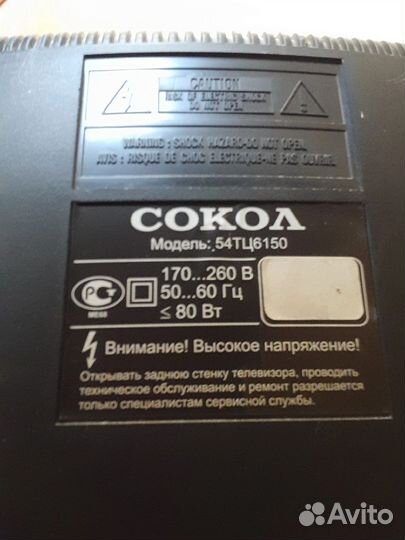 CAUTION
RISK OF ELECTRIC SHOCK
DO NOT OPEN
WARNING : SHOCK HAZARD-DO NOT OPEN.
AVIS : RISQUE DE CHOC ELECTRIQUE-NE PAS OUVRIR.
СОКОЛ
Модель: 54ТЦ6150
РСТ
ME68
170...260 В
50...60 Гц
≤ 80 Вт
Внимание! Высокое напряжение!
Открывать заднюю стенку телевизора, проводить
техническое обслуживание и ремонт разрешается
только специалистам сервисной службы.
Avito